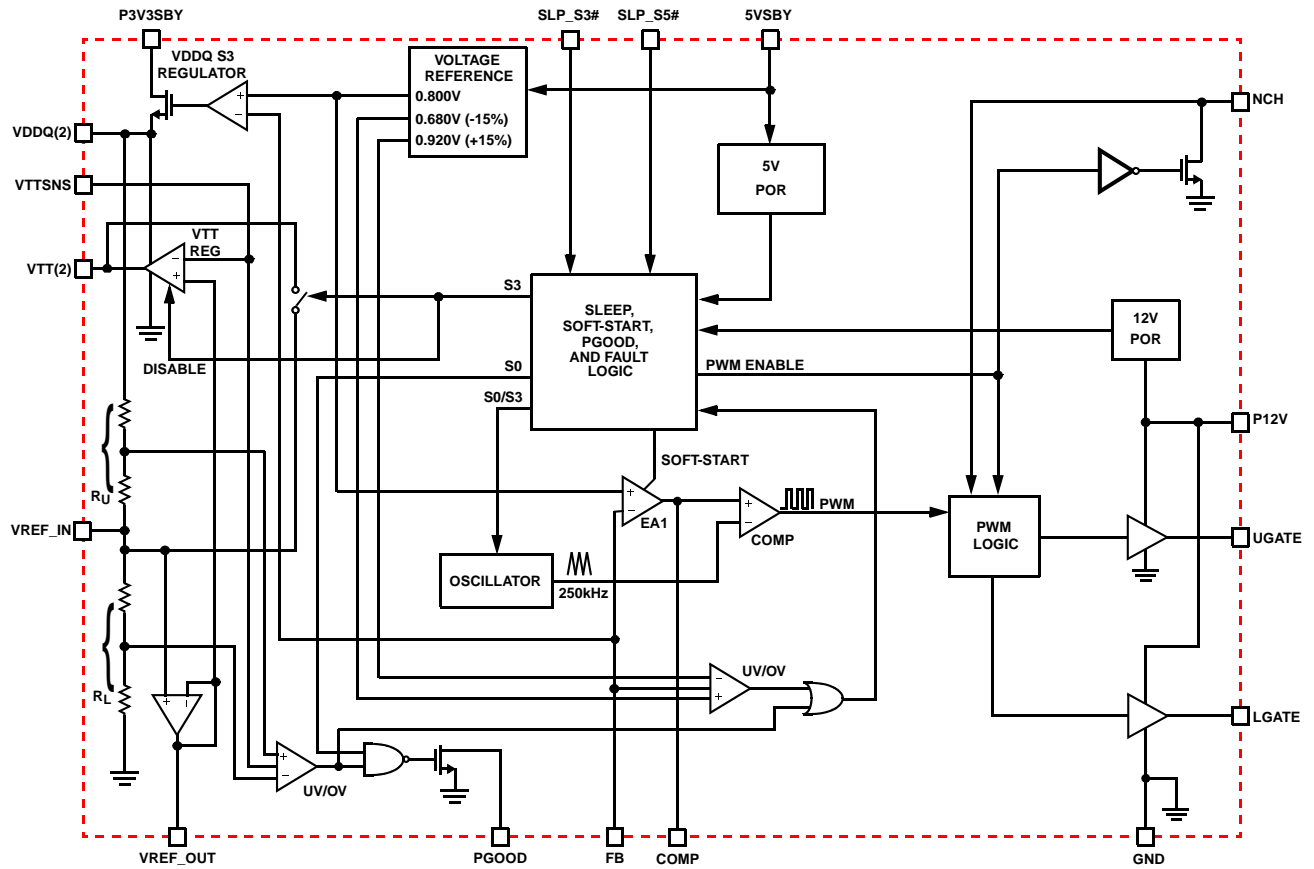 P3V3SBY
SLP_S3#
SLP_S5#
5VSBY
VDDQ S3
REGULATOR
VOLTAGE
REFERENCE
0.800V
0.680V (-15%)
0.920V (+15%)
NCH
VDDQ(2)
5V
POR
VTTSNS
VTT
REG
VTT(2)
S3
SLEEP,
SOFT-START,
PGOOD,
AND FAULT
LOGIC
12V
POR
DISABLE
S0
PWM ENABLE
S0/S3
P12V
SOFT-START
RU
VREF_IN
EA1
PWM
COMP
PWM
LOGIC
UGATE
OSCILLATOR
250kHz
UV/OV
RL
LGATE
UV/OV
VREF_OUT
PGOOD
FB
COMP
GND